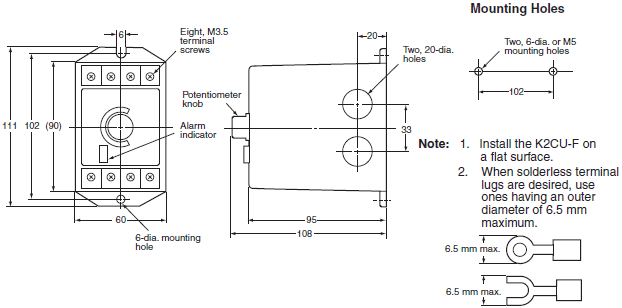 Mounting Holes
6
Eight, M3.5
terminal
screws
20
Two, 20-dia.
holes
Two, 6-dia. or M5
mounting holes
102
Potentiometer
knob
111 102 (90)
Alarm
indicator
33
Note: 1. Install the K2CU-F on
a flat surface.
2. When solderless terminal
lugs are desired, use
ones having an outer
diameter of 6.5 mm
maximum.
60
95
108
6-dia. mounting
hole
6.5 mm max.
6.5 mm max.